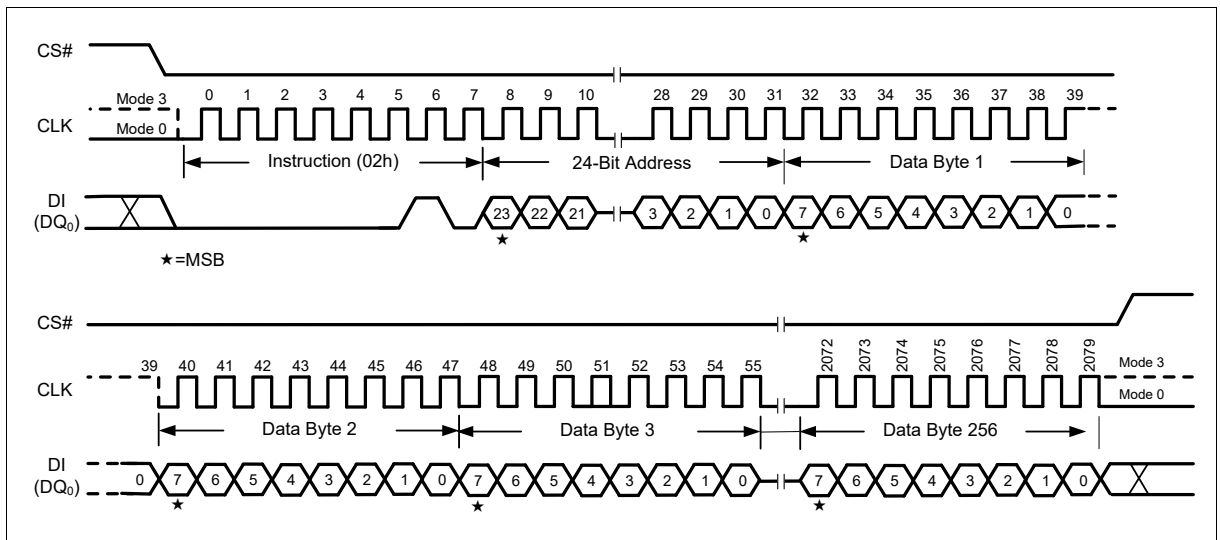 CS#
Mode 3 0 1 2 3 4 5 6 7 8 9 10 28 29 30 31 32 33 34 35 36 37 38 39
CLK
Mode 0
Instruction (02h) 24-Bit Address Data Byte 1
DI
(DQ₀)
23 22 21 3 2 1 0 7 6 5 4 3 2 1 0
★ ★
★=MSB
CS#
39 40 41 42 43 44 45 46 47 48 49 50 51 52 53 54 55 2072 2073 2074 2075 2076 2077 2078 2079 Mode 3
CLK
Mode 0
Data Byte 2 Data Byte 3 Data Byte 256
DI
(DQ₀)
0 7 6 5 4 3 2 1 0 7 6 5 4 3 2 1 0 7 6 5 4 3 2 1 0
★ ★ ★